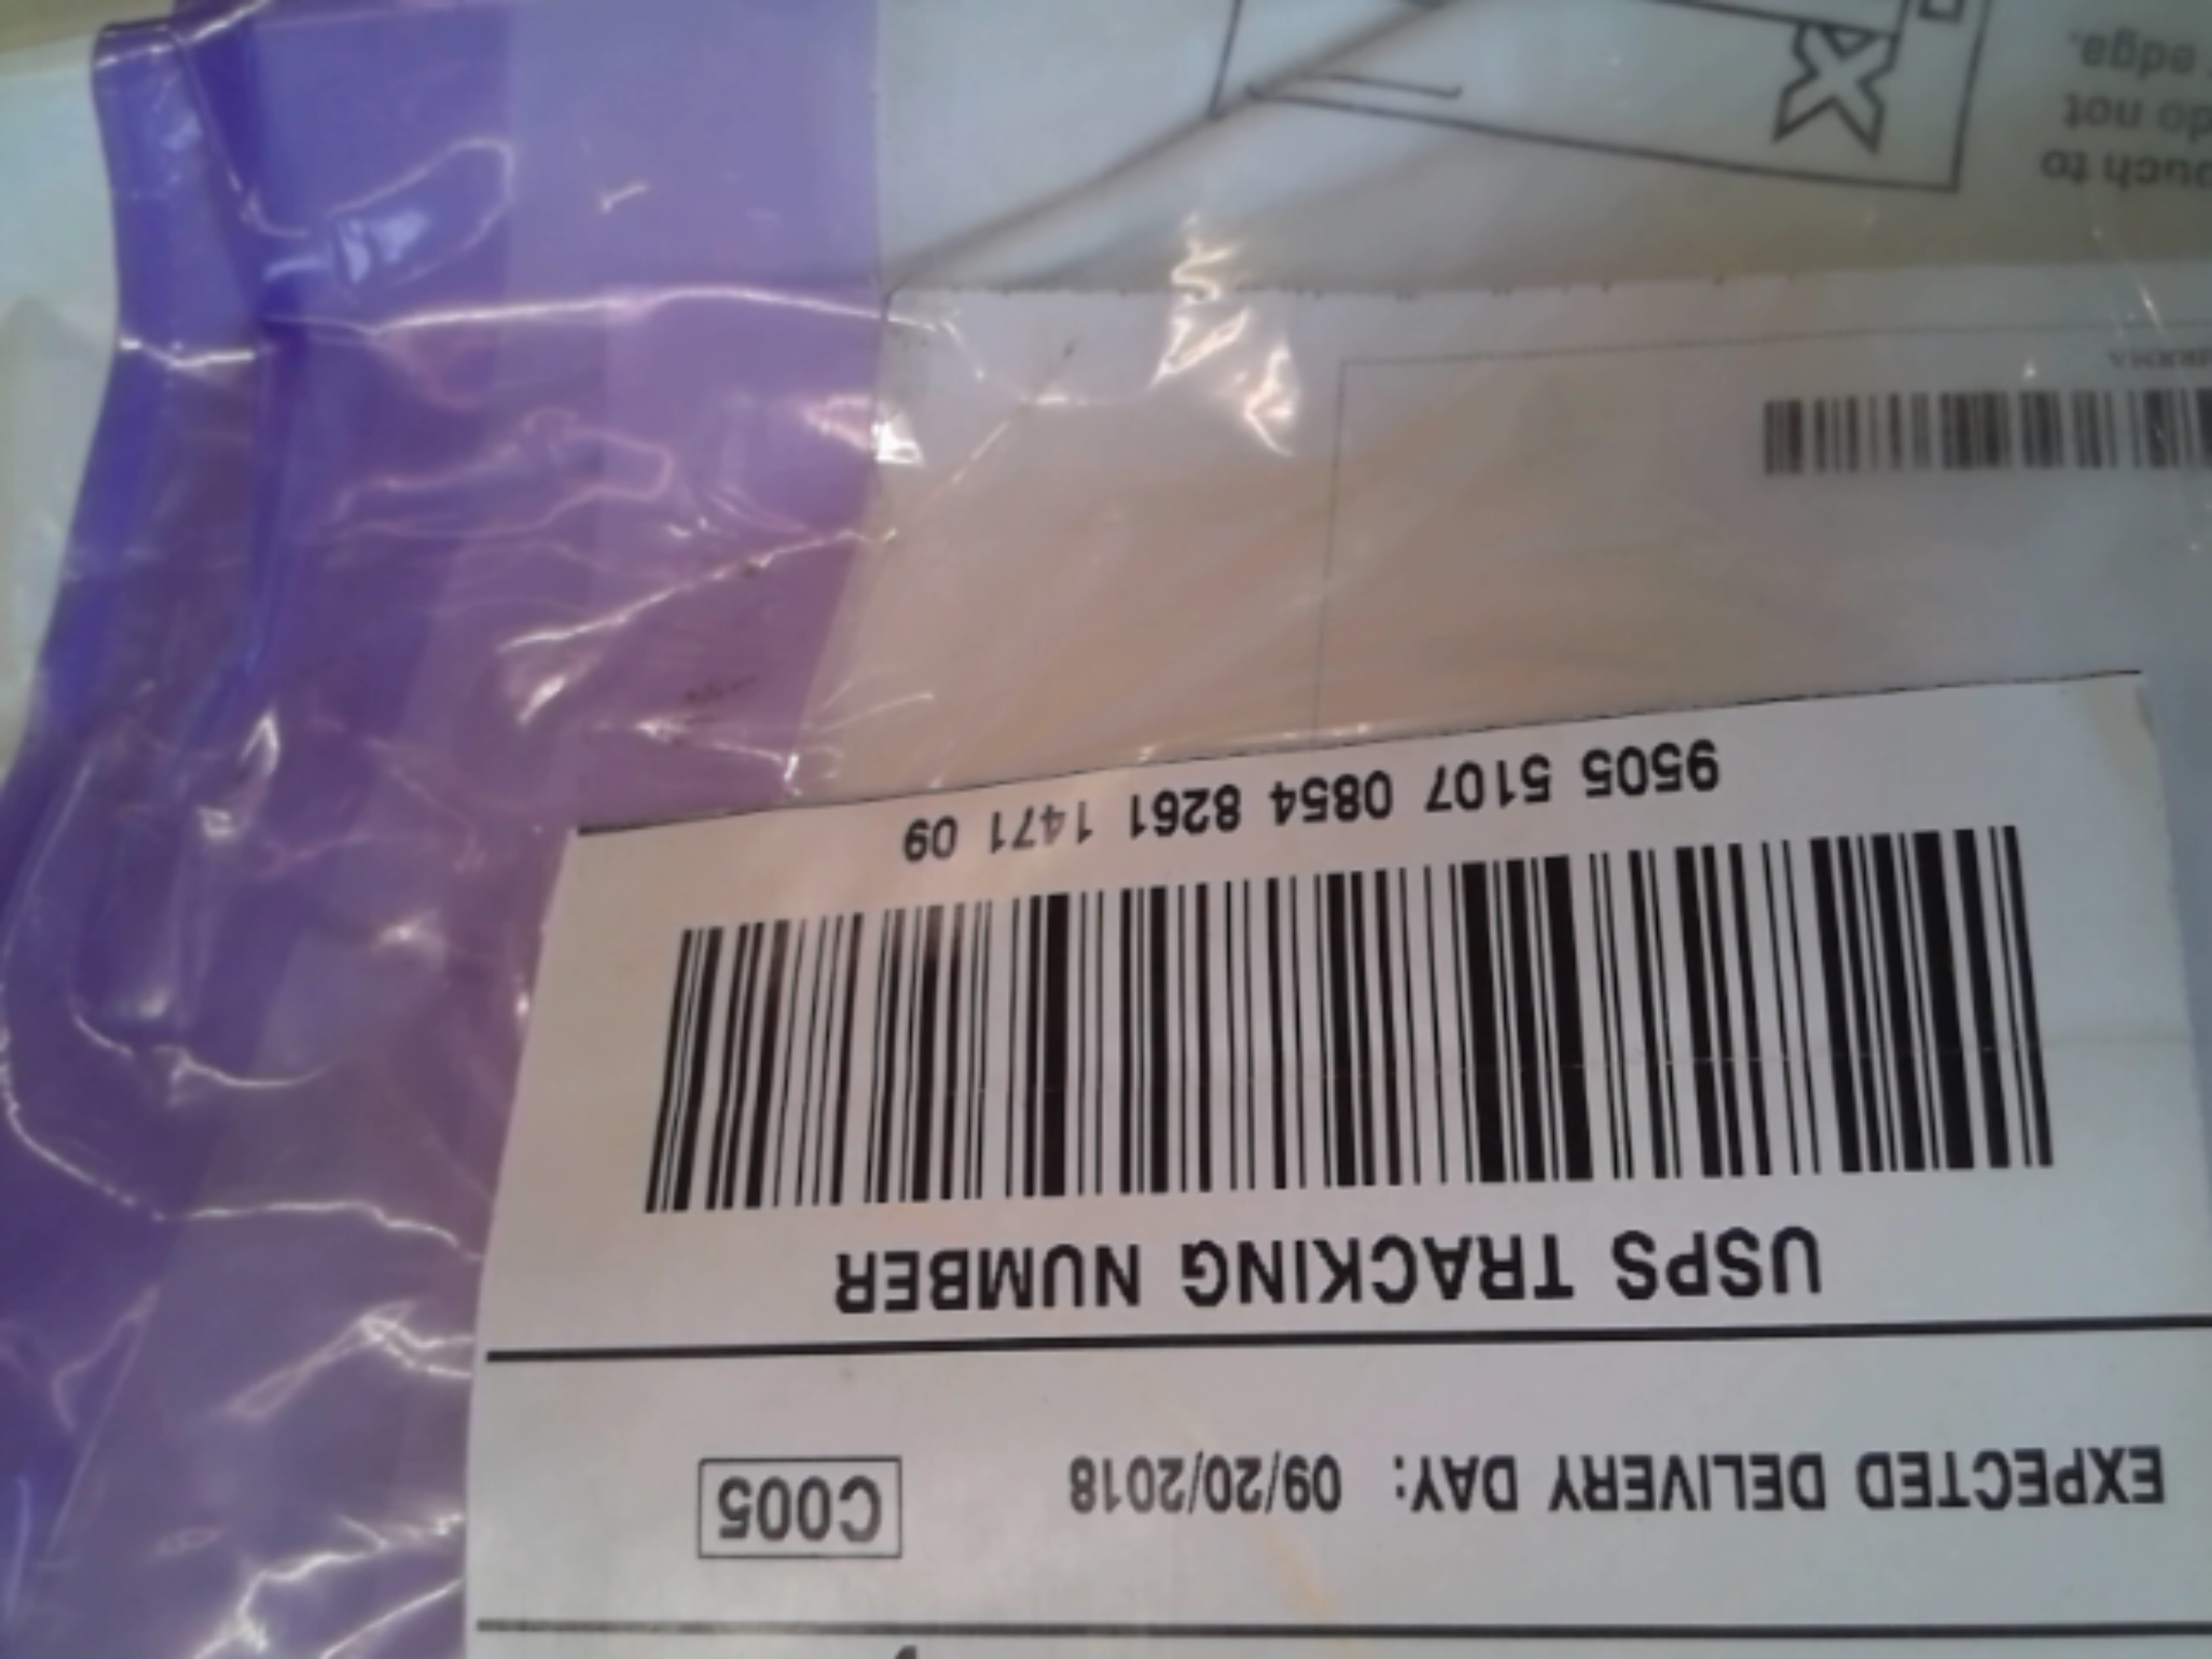 EXPECTED DELIVERY DAY: 09/20/2018
C005
USPS TRACKING NUMBER
9505 5107 0854 8261 1471 09
to
do not
edge.